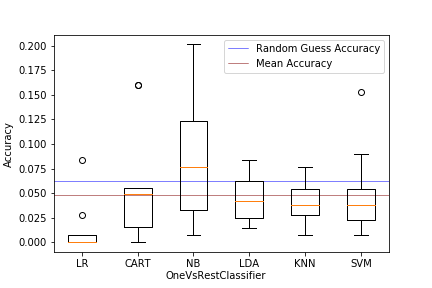 Random Guess Accuracy
Mean Accuracy
0.200
0.175
0.150
0.125
0.100
0.075
0.050
0.025
0.000
Accuracy
LR CART NB LDA KNN SVM
OneVsRestClassifier